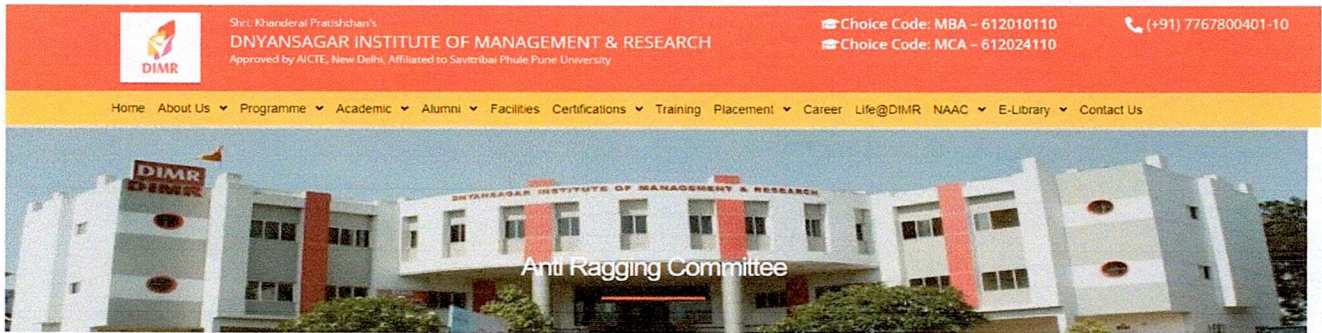 DIMR
Shri. Khanderai Pratishthan's
DNYANSAGAR INSTITUTE OF MANAGEMENT & RESEARCH
Approved by AICTE, New Delhi, Affiliated to Savitribai Phule Pune University
Choice Code: MBA – 612010110
Choice Code: MCA – 612024110
(+91) 7767800401-10
Home About Us Programme Academic Alumni Facilities Certifications Training Placement Career Life@DIMR NAAC E-Library Contact Us
DIMR
DIMR
DNYANSAGAR INSTITUTE OF MANAGEMENT & RESEARCH
Anti Ragging Committee